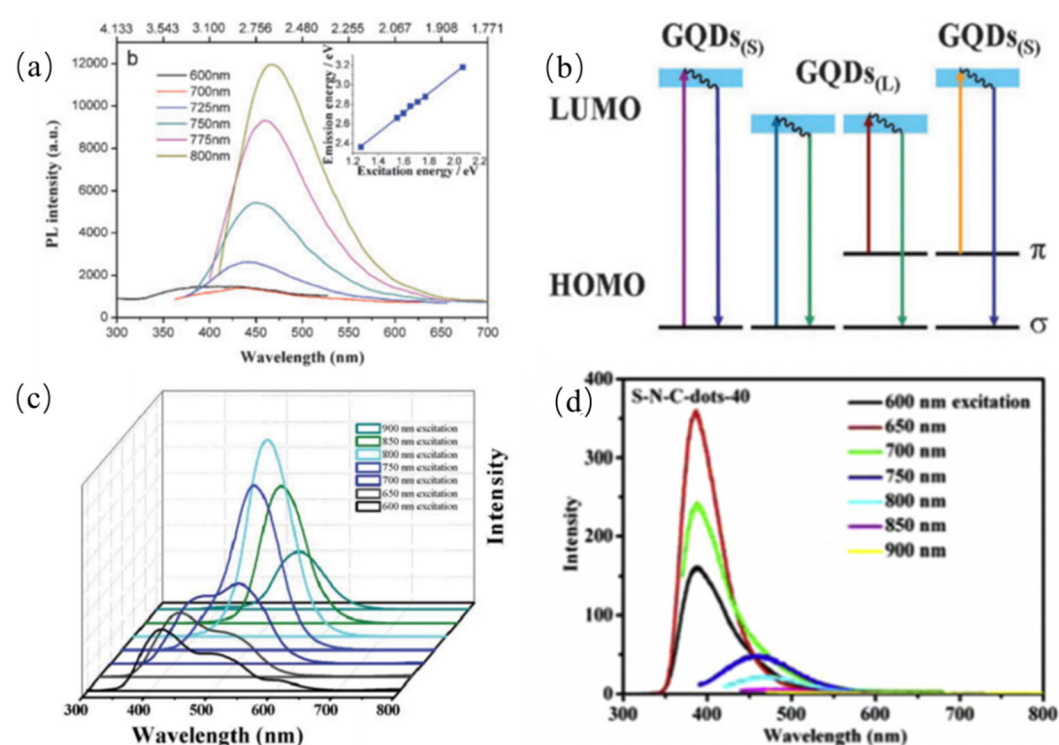 (a)
4.133 3.543 3.100 2.756 2.480 2.255 2.067 1.908 1.771
b
600nm
700nm
725nm
750nm
775nm
800nm
PL intensity (a.u.)
12000
10000
8000
6000
4000
2000
0
300 350 400 450 500 550 600 650 700
Wavelength (nm)
Emission energy / eV
3.2
3.0
2.8
2.6
2.4
1.2 1.4 1.6 1.8 2.0 2.2
Excitation energy / eV
(b)
GQDs(S)
GQDs(L)
GQDs(S)
LUMO
HOMO
π
σ
(c)
900 nm excitation
850 nm excitation
800 nm excitation
750 nm excitation
700 nm excitation
650 nm excitation
600 nm excitation
Intensity
300 400 500 600 700 800
Wavelength (nm)
(d)
S-N-C-dots-40
600 nm excitation
650 nm
700 nm
750 nm
800 nm
850 nm
900 nm
Intensity
400
300
200
100
0
300 400 500 600 700 800
Wavelength (nm)